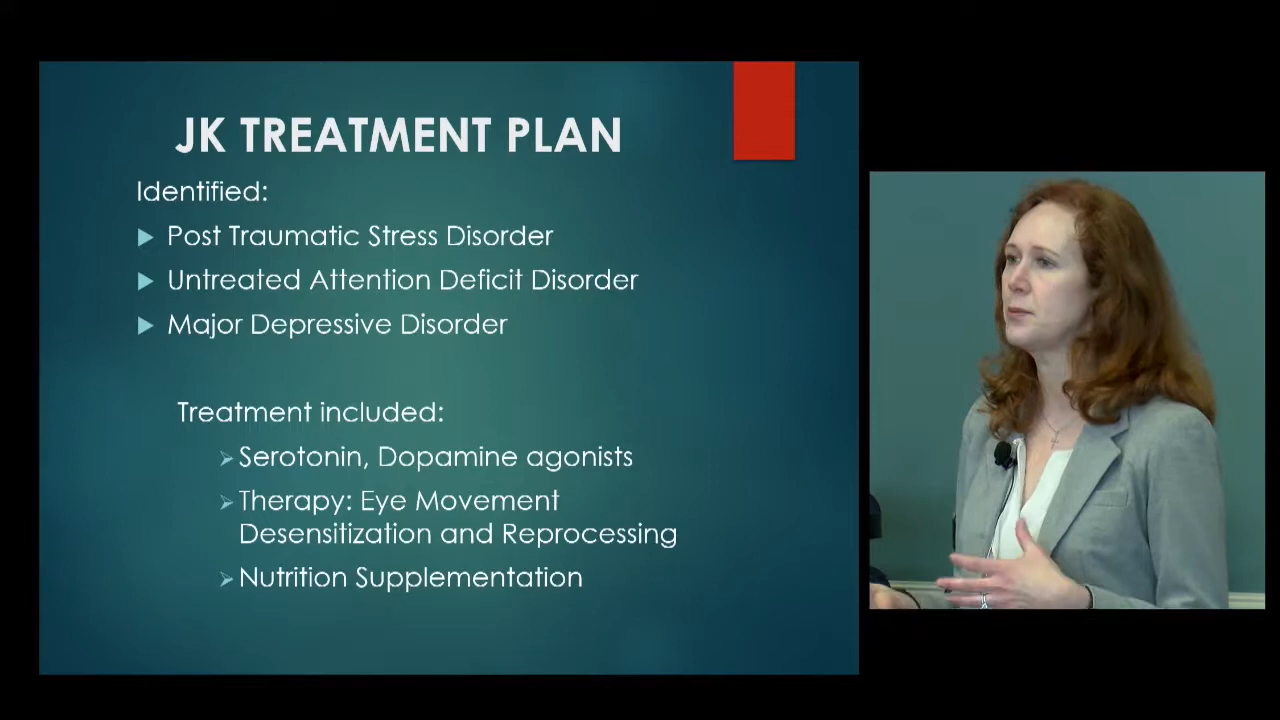 JK TREATMENT PLAN
Identified:
Post Traumatic Stress Disorder
Untreated Attention Deficit Disorder
Major Depressive Disorder
Treatment included:
Serotonin, Dopamine agonists
Therapy: Eye Movement
Desensitization and Reprocessing
Nutrition Supplementation